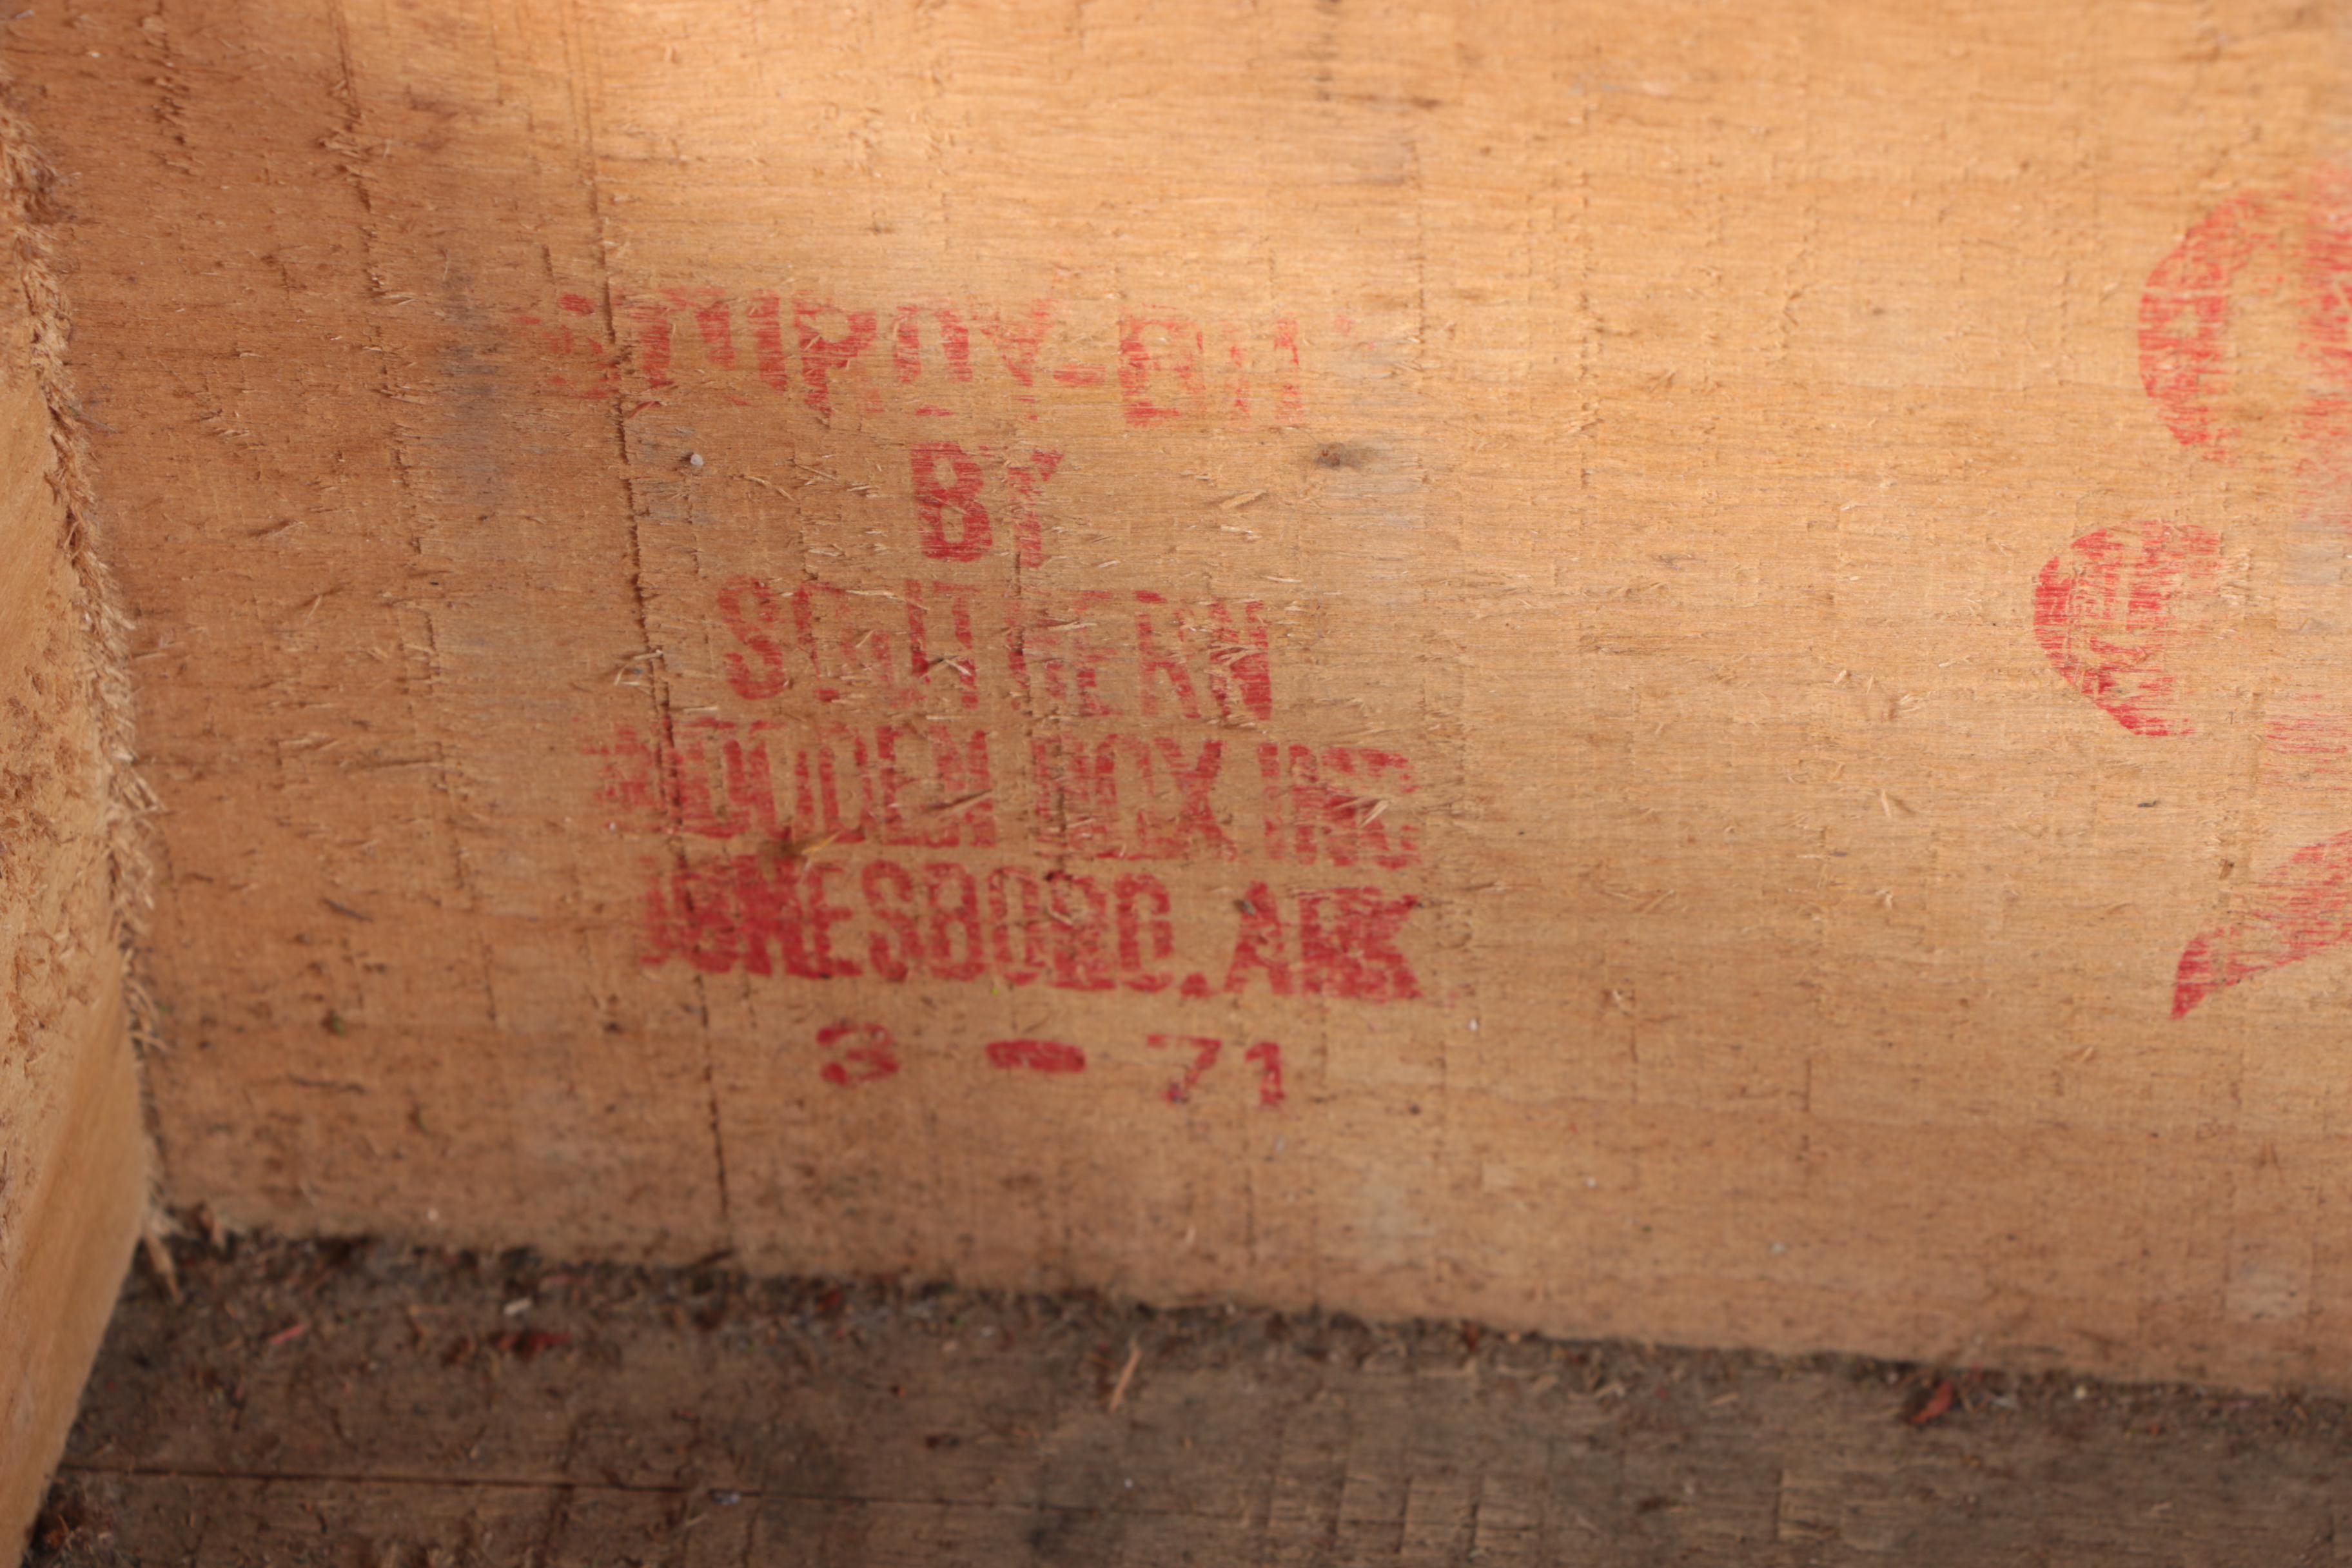 BY
SOUTHERN
WOODEN BOX INC
JONESBORO, ARK
3 - 71